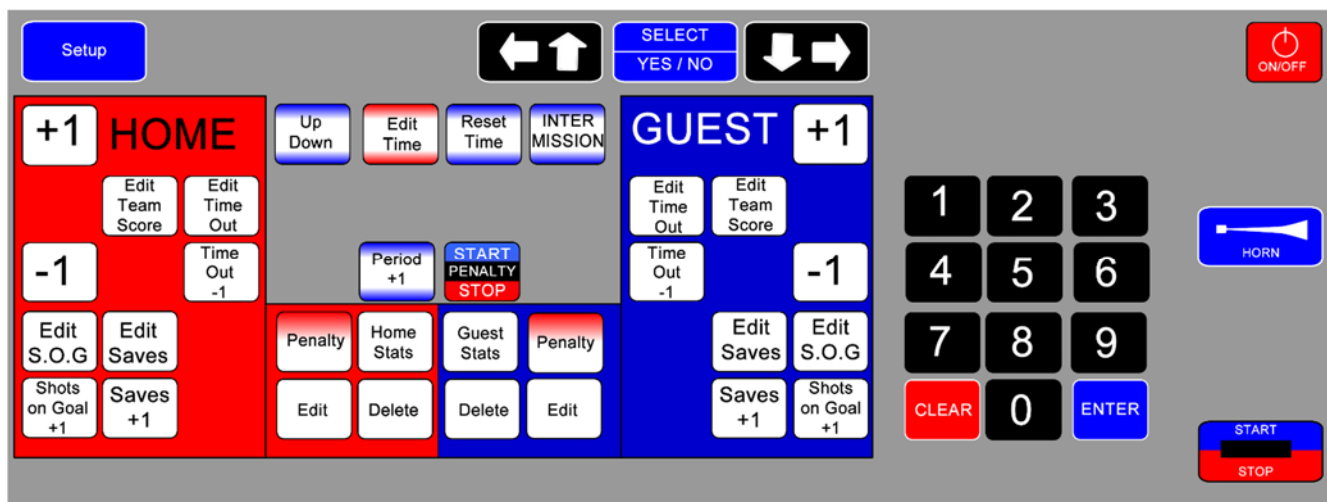 Setup
SELECT
YES / NO
ON/OFF
+1
HOME
Up
Down
Edit
Time
Reset
Time
INTER
MISSION
GUEST
+1
Edit
Team
Score
Edit
Time
Out
Edit
Time
Out
Edit
Team
Score
1
2
3
HORN
-1
Time
Out
-1
Period
+1
START
PENALTY
STOP
Time
Out
-1
-1
4
5
6
Edit
S.O.G
Edit
Saves
Penalty
Home
Stats
Guest
Stats
Penalty
Edit
Saves
Edit
S.O.G
7
8
9
Shots
on Goal
+1
Saves
+1
Edit
Delete
Delete
Edit
Saves
+1
Shots
on Goal
+1
CLEAR
0
ENTER
START
STOP